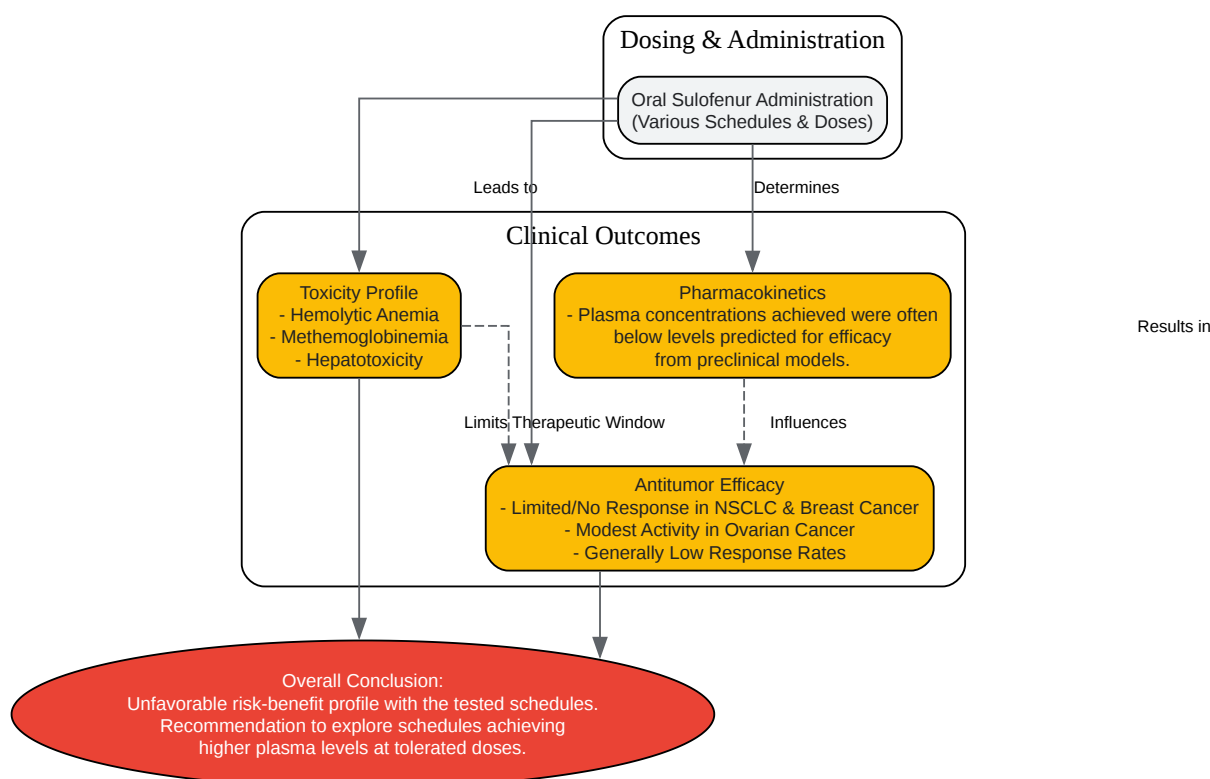 Dosing & Administration
Oral Sulofenur Administration
(Various Schedules & Doses)
Leads to
Determines
Clinical Outcomes
Toxicity Profile
- Hemolytic Anemia
- Methemoglobinemia
- Hepatotoxicity
Pharmacokinetics
- Plasma concentrations achieved were often
below levels predicted for efficacy
from preclinical models.
Results in
Limits Therapeutic Window
Influences
Antitumor Efficacy
- Limited/No Response in NSCLC & Breast Cancer
- Modest Activity in Ovarian Cancer
- Generally Low Response Rates
Overall Conclusion:
Unfavorable risk-benefit profile with the tested schedules.
Recommendation to explore schedules achieving
higher plasma levels at tolerated doses.